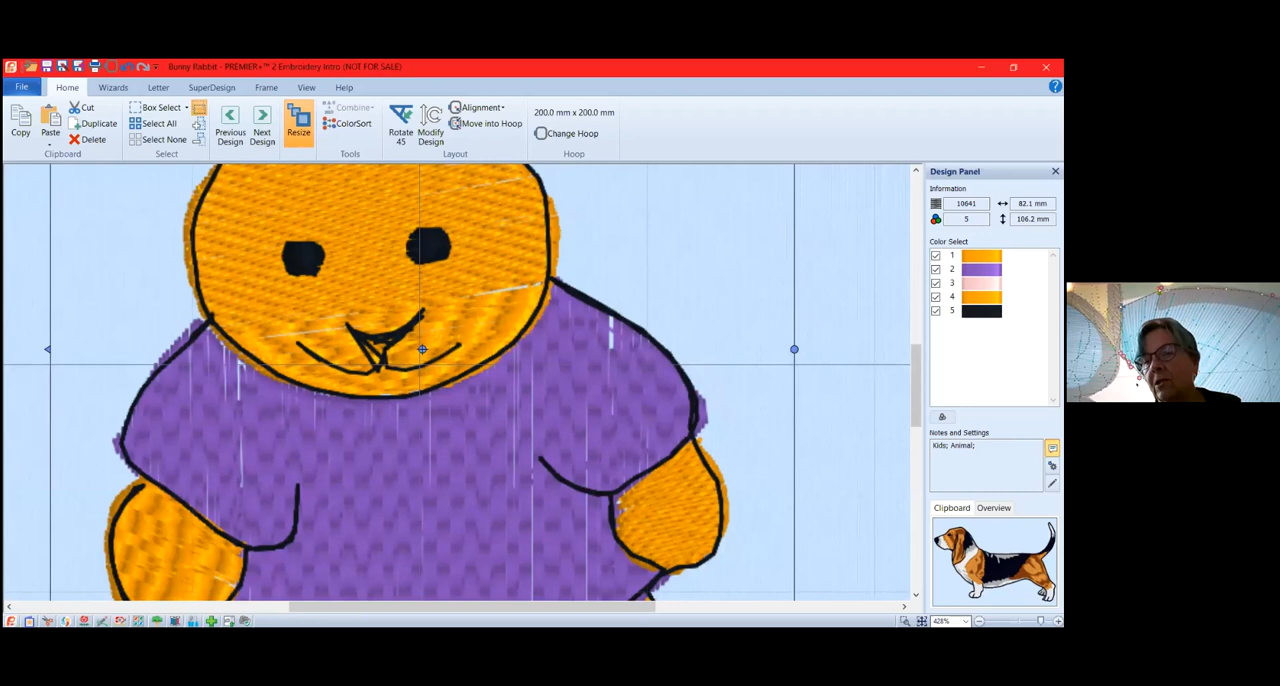 Bunny Rabbit - PREMIER+™ 2 Embroidery Intro (NOT FOR SALE)
File Home Wizards Letter SuperDesign Frame View Help
Copy
Paste
Cut
Duplicate
Delete
Clipboard
Box Select
Select All
Select None
Select
Previous Design
Next Design
Resize
Combine
ColorSort
Tools
Rotate 45
Modify Design
Alignment
Move into Hoop
Layout
200.0 mm x 200.0 mm
Change Hoop
Hoop
Design Panel
Information
10641 82.1 mm
5 106.2 mm
Color Select
1
2
3
4
5
Notes and Settings
Kids; Animal;
Clipboard Overview
428%